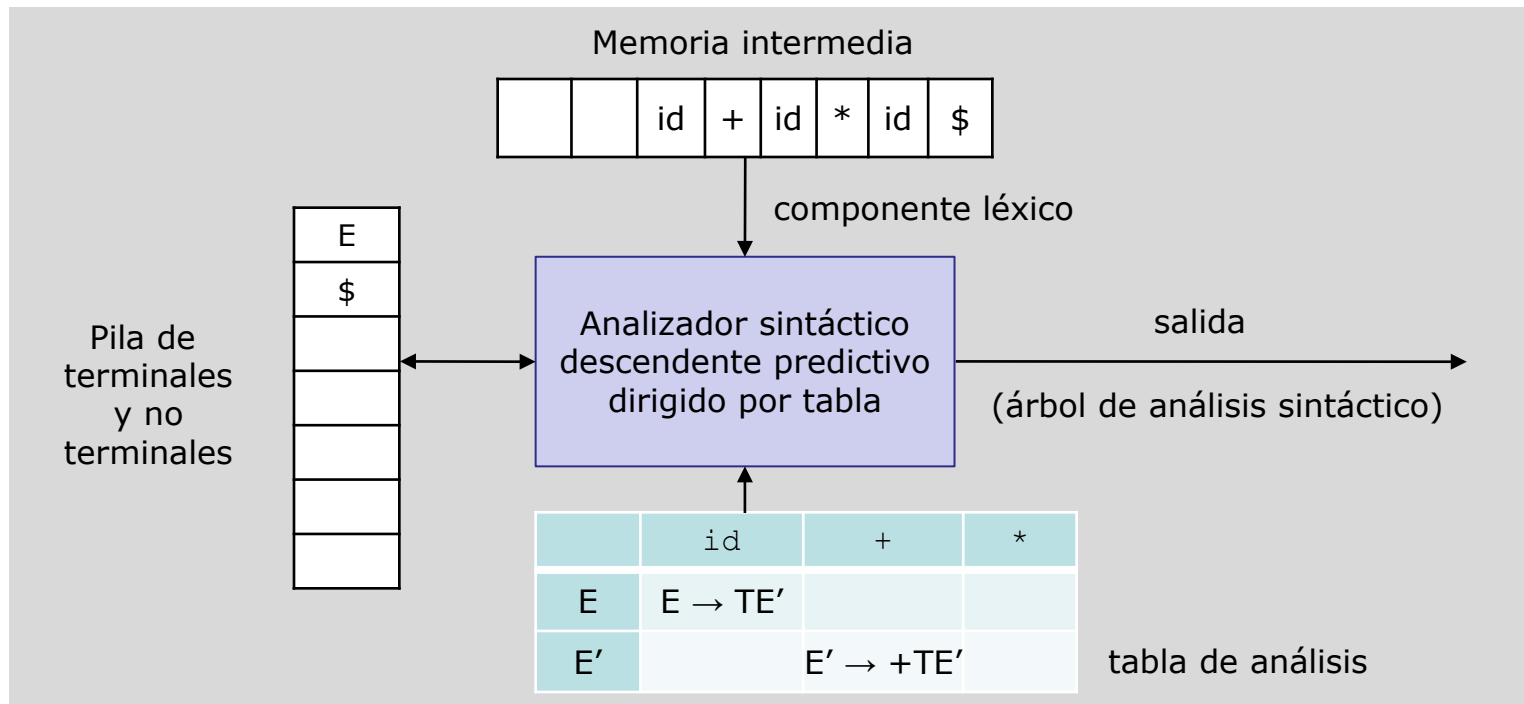 Memoria intermedia
id + id * id $
componente léxico
E
$
Pila de
terminales
y no
terminales
Analizador sintáctico
descendente predictivo
dirigido por tabla
salida
(árbol de análisis sintáctico)
id + *
E E → TE′
E′ E′ → +TE′
tabla de análisis